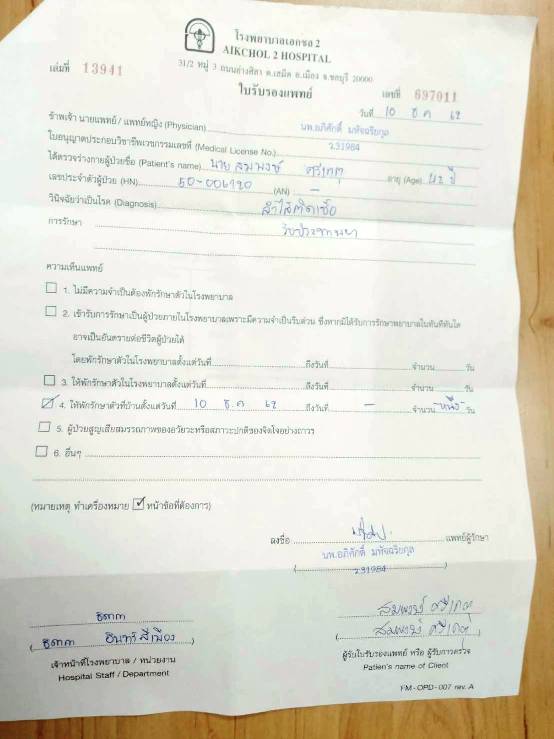 โรงพยาบาลเอกชล 2
AIKCHOL 2 HOSPITAL
31/2 หมู่ 3 ถนนอ่างศิลา ต.เสม็ด อ.เมือง จ.ชลบุรี 20000
เล่มที่ 13941
ใบรับรองแพทย์
เลขที่ 697011
วันที่ 10 ธ ค 62
ข้าพเจ้า นายแพทย์ / แพทย์หญิง (Physician) นพ.อภิศักดิ์ มหัจฉริยกุล
ใบอนุญาตประกอบวิชาชีพเวชกรรมเลขที่ (Medical License No.) ว.31984
ได้ตรวจร่างกายผู้ป่วยชื่อ (Patient's name) นาย สมพงษ์ ศรีเกตุ อายุ (Age) 42 ปี
เลขประจำตัวผู้ป่วย (HN) 50-006120 (AN) –
วินิจฉัยว่าเป็นโรค (Diagnosis) ลำไส้ติดเชื้อ
การรักษา รับประทานยา
ความเห็นแพทย์
1. ไม่มีความจำเป็นต้องพักรักษาตัวในโรงพยาบาล
2. เข้ารับการรักษาเป็นผู้ป่วยภายในโรงพยาบาลเพราะมีความจำเป็นรีบด่วน ซึ่งหากมิได้รับการรักษาพยาบาลในทันทีทันใด
อาจเป็นอันตรายต่อชีวิตผู้ป่วยได้
โดยพักรักษาตัวในโรงพยาบาลตั้งแต่วันที่ ถึงวันที่ จำนวน วัน
3. ให้พักรักษาตัวในโรงพยาบาลตั้งแต่วันที่ ถึงวันที่ จำนวน วัน
4. ให้พักรักษาตัวที่บ้านตั้งแต่วันที่ 10 ธ.ค 62 ถึงวันที่ – จำนวน "หนึ่ง" วัน
5. ผู้ป่วยสูญเสียสมรรถภาพของอวัยวะหรือสภาวะปกติของจิตใจอย่างถาวร
6. อื่นๆ
(หมายเหตุ ทำเครื่องหมาย ☑ หน้าข้อที่ต้องการ)
ลงชื่อ แพทย์ผู้รักษา
นพ.อภิศักดิ์ มหัจฉริยกุล
( ว.31984 )
ธิดาภา
( ธิดาภา อินทร์สีเมือง )
เจ้าหน้าที่โรงพยาบาล / หน่วยงาน
Hospital Staff / Department
สมพงษ์ ศรีเกตุ
( สมพงษ์ ศรีเกตุ )
ผู้รับใบรับรองแพทย์ หรือ ผู้รับการตรวจ
Patien's name of Client
FM-OPD-007 rev. A